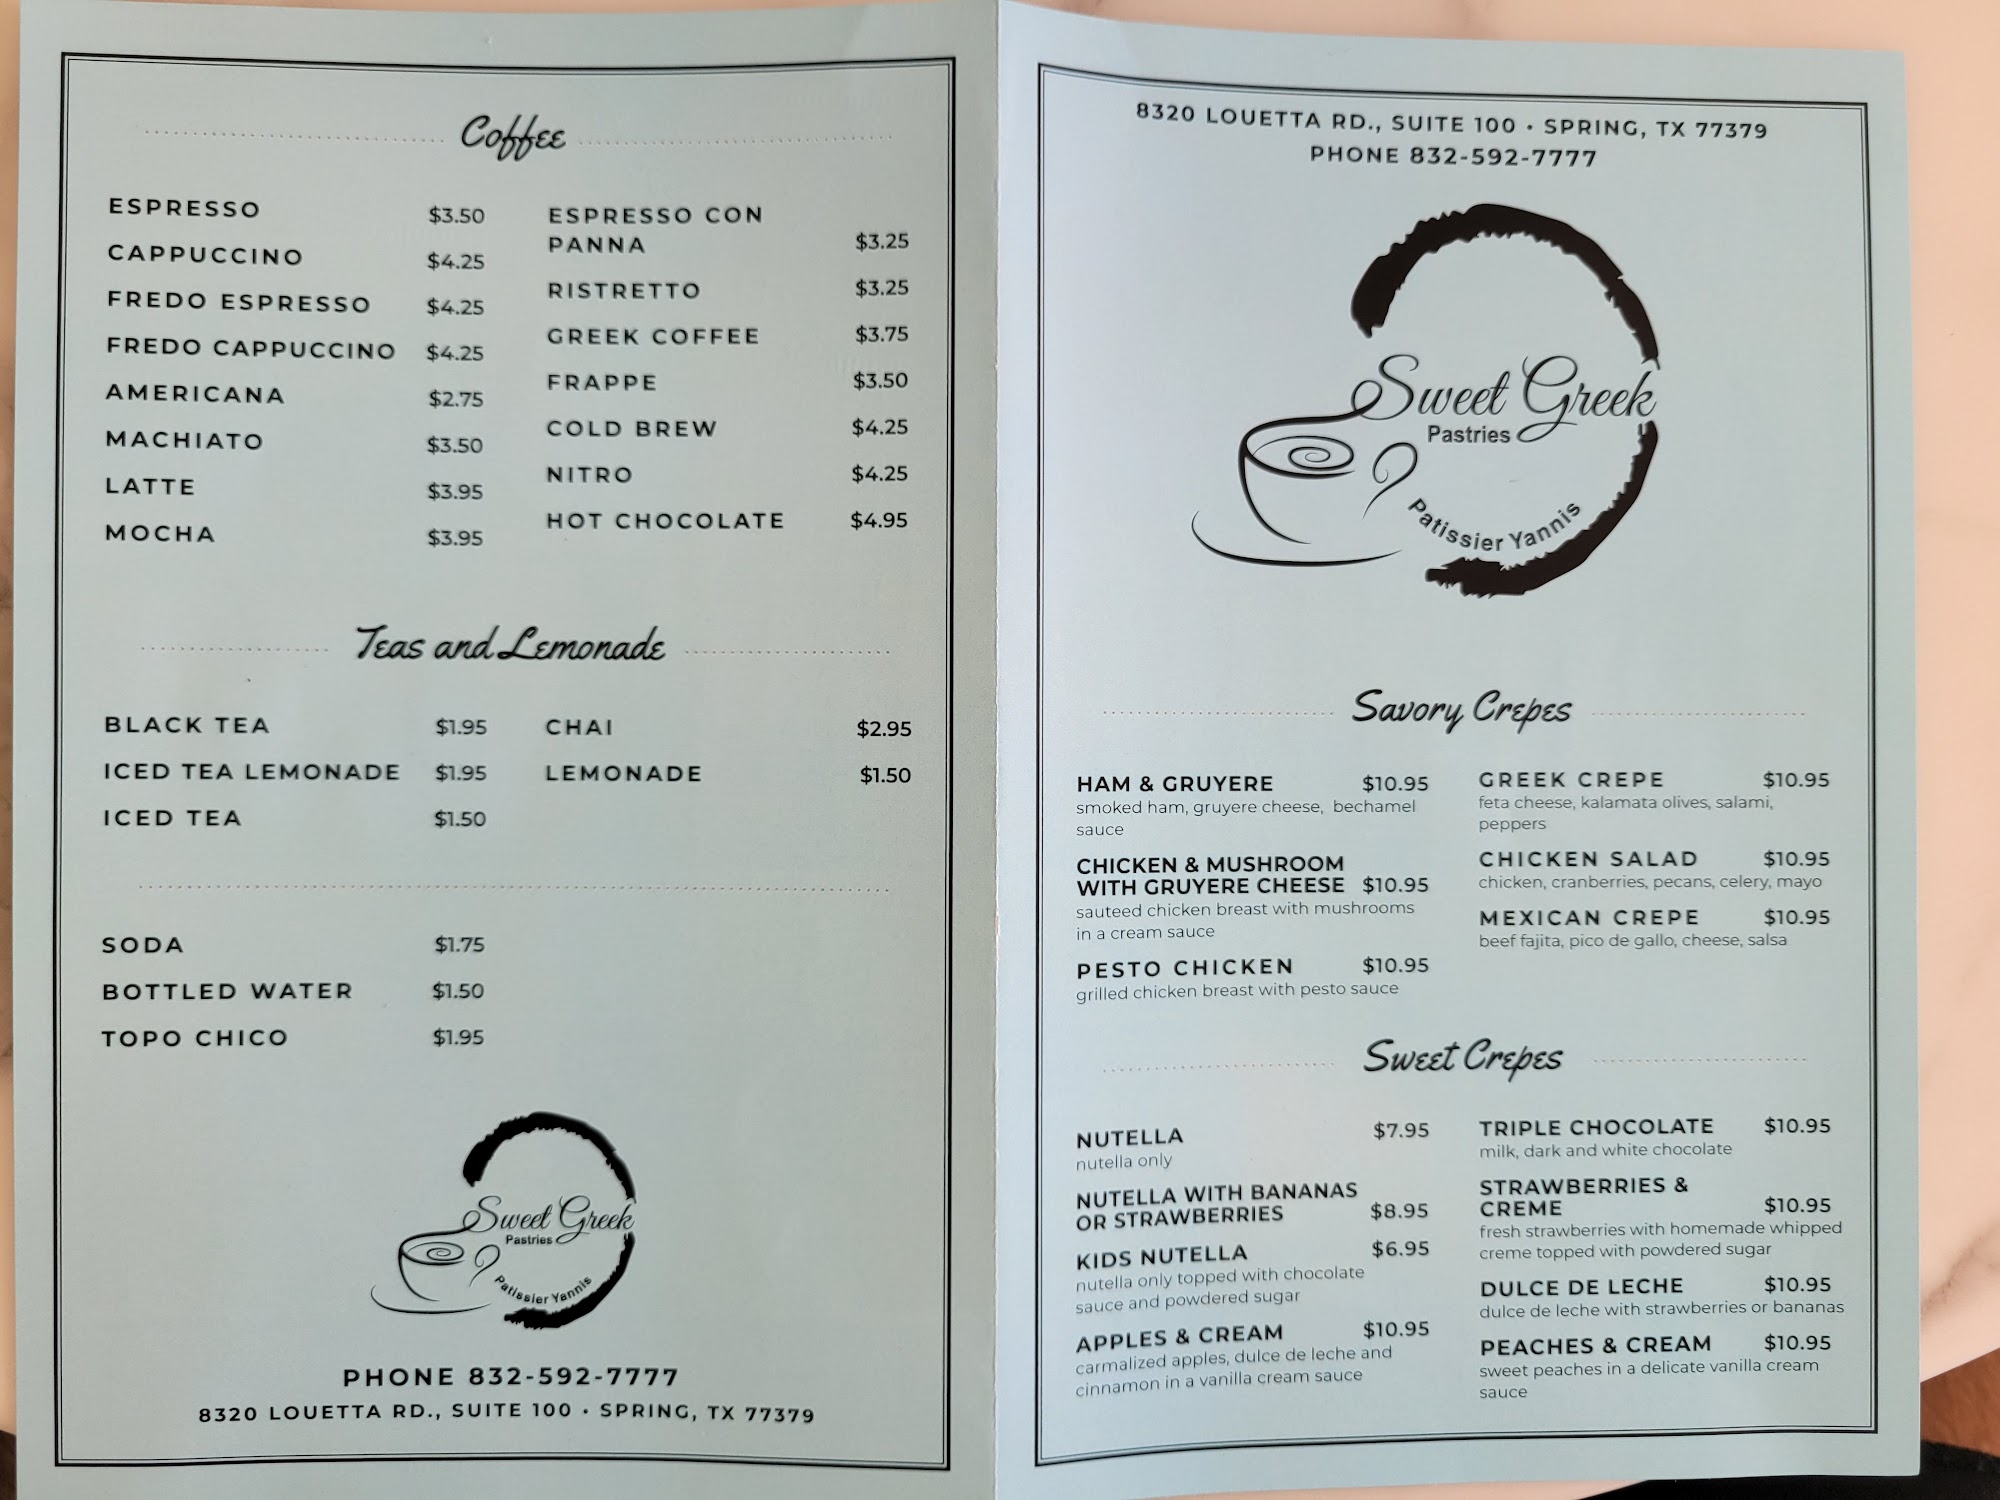 Coffee
ESPRESSO $3.50
CAPPUCCINO $4.25
FREDO ESPRESSO $4.25
FREDO CAPPUCCINO $4.25
AMERICANA $2.75
MACHIATO $3.50
LATTE $3.95
MOCHA $3.95
ESPRESSO CON
PANNA $3.25
RISTRETTO $3.25
GREEK COFFEE $3.75
FRAPPE $3.50
COLD BREW $4.25
NITRO $4.25
HOT CHOCOLATE $4.95
Teas and Lemonade
BLACK TEA $1.95
ICED TEA LEMONADE $1.95
ICED TEA $1.50
CHAI $2.95
LEMONADE $1.50
SODA $1.75
BOTTLED WATER $1.50
TOPO CHICO $1.95
Sweet Greek
Pastries
Patissier Yannis
PHONE 832-592-7777
8320 LOUETTA RD., SUITE 100 • SPRING, TX 77379
8320 LOUETTA RD., SUITE 100 • SPRING, TX 77379
PHONE 832-592-7777
Sweet Greek
Pastries
Patissier Yannis
Savory Crepes
HAM & GRUYERE $10.95
smoked ham, gruyere cheese, bechamel
sauce
CHICKEN & MUSHROOM
WITH GRUYERE CHEESE $10.95
sauteed chicken breast with mushrooms
in a cream sauce
PESTO CHICKEN $10.95
grilled chicken breast with pesto sauce
GREEK CREPE $10.95
feta cheese, kalamata olives, salami,
peppers
CHICKEN SALAD $10.95
chicken, cranberries, pecans, celery, mayo
MEXICAN CREPE $10.95
beef fajita, pico de gallo, cheese, salsa
Sweet Crepes
NUTELLA $7.95
nutella only
NUTELLA WITH BANANAS
OR STRAWBERRIES $8.95
KIDS NUTELLA $6.95
nutella only topped with chocolate
sauce and powdered sugar
APPLES & CREAM $10.95
carmalized apples, dulce de leche and
cinnamon in a vanilla cream sauce
TRIPLE CHOCOLATE $10.95
milk, dark and white chocolate
STRAWBERRIES &
CREME $10.95
fresh strawberries with homemade whipped
creme topped with powdered sugar
DULCE DE LECHE $10.95
dulce de leche with strawberries or bananas
PEACHES & CREAM $10.95
sweet peaches in a delicate vanilla cream
sauce